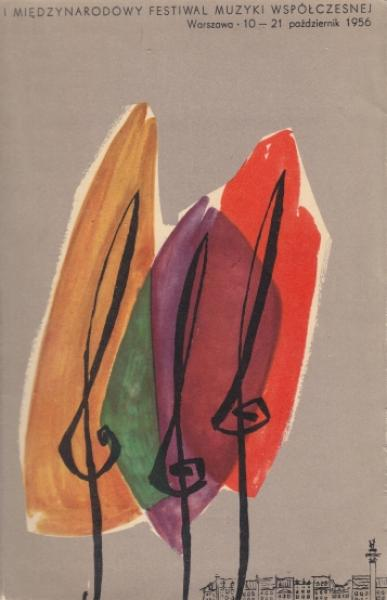 I MIĘDZYNARODOWY FESTIWAL MUZYKI WSPÓŁCZESNEJ
Warszawa • 10 — 21 październik 1956